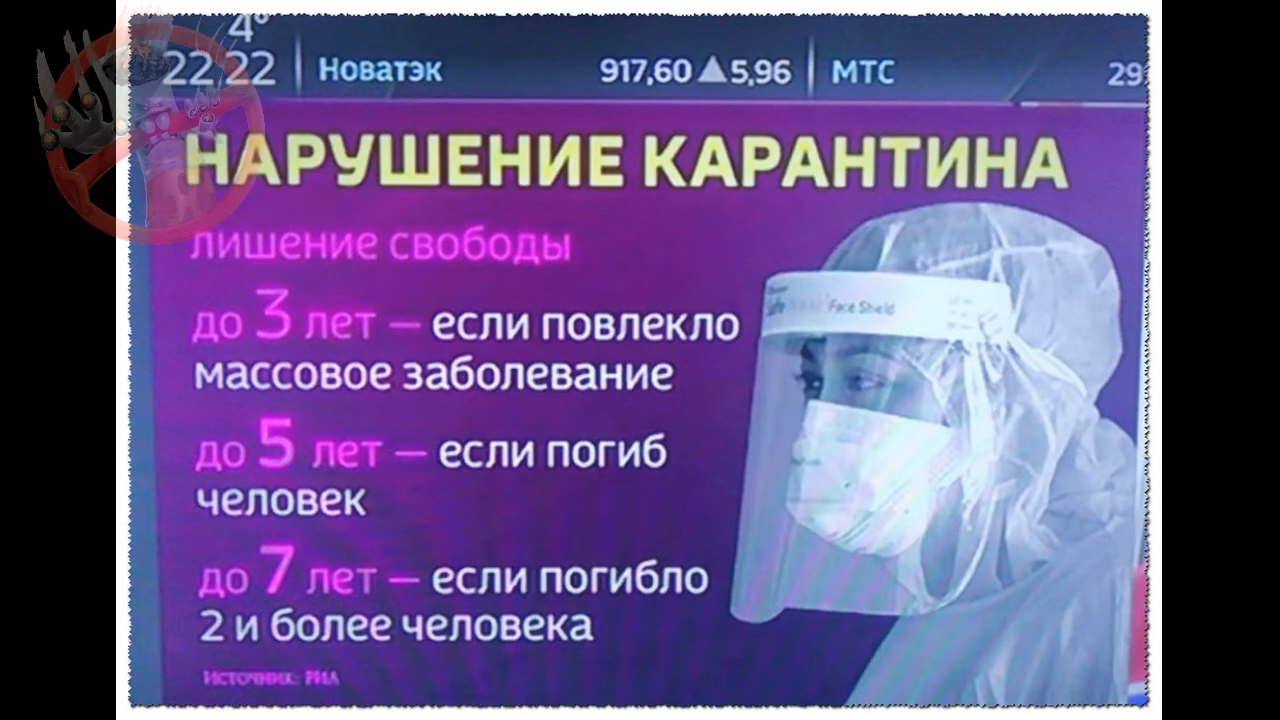 4°
22 22 Новатэк 917,60 ▲ 5,96 МТС 29
НАРУШЕНИЕ КАРАНТИНА
лишение свободы
до 3 лет – если повлекло
массовое заболевание
до 5 лет – если погиб
человек
до 7 лет – если погибло
2 и более человека
Источник: РИА
Face Shield